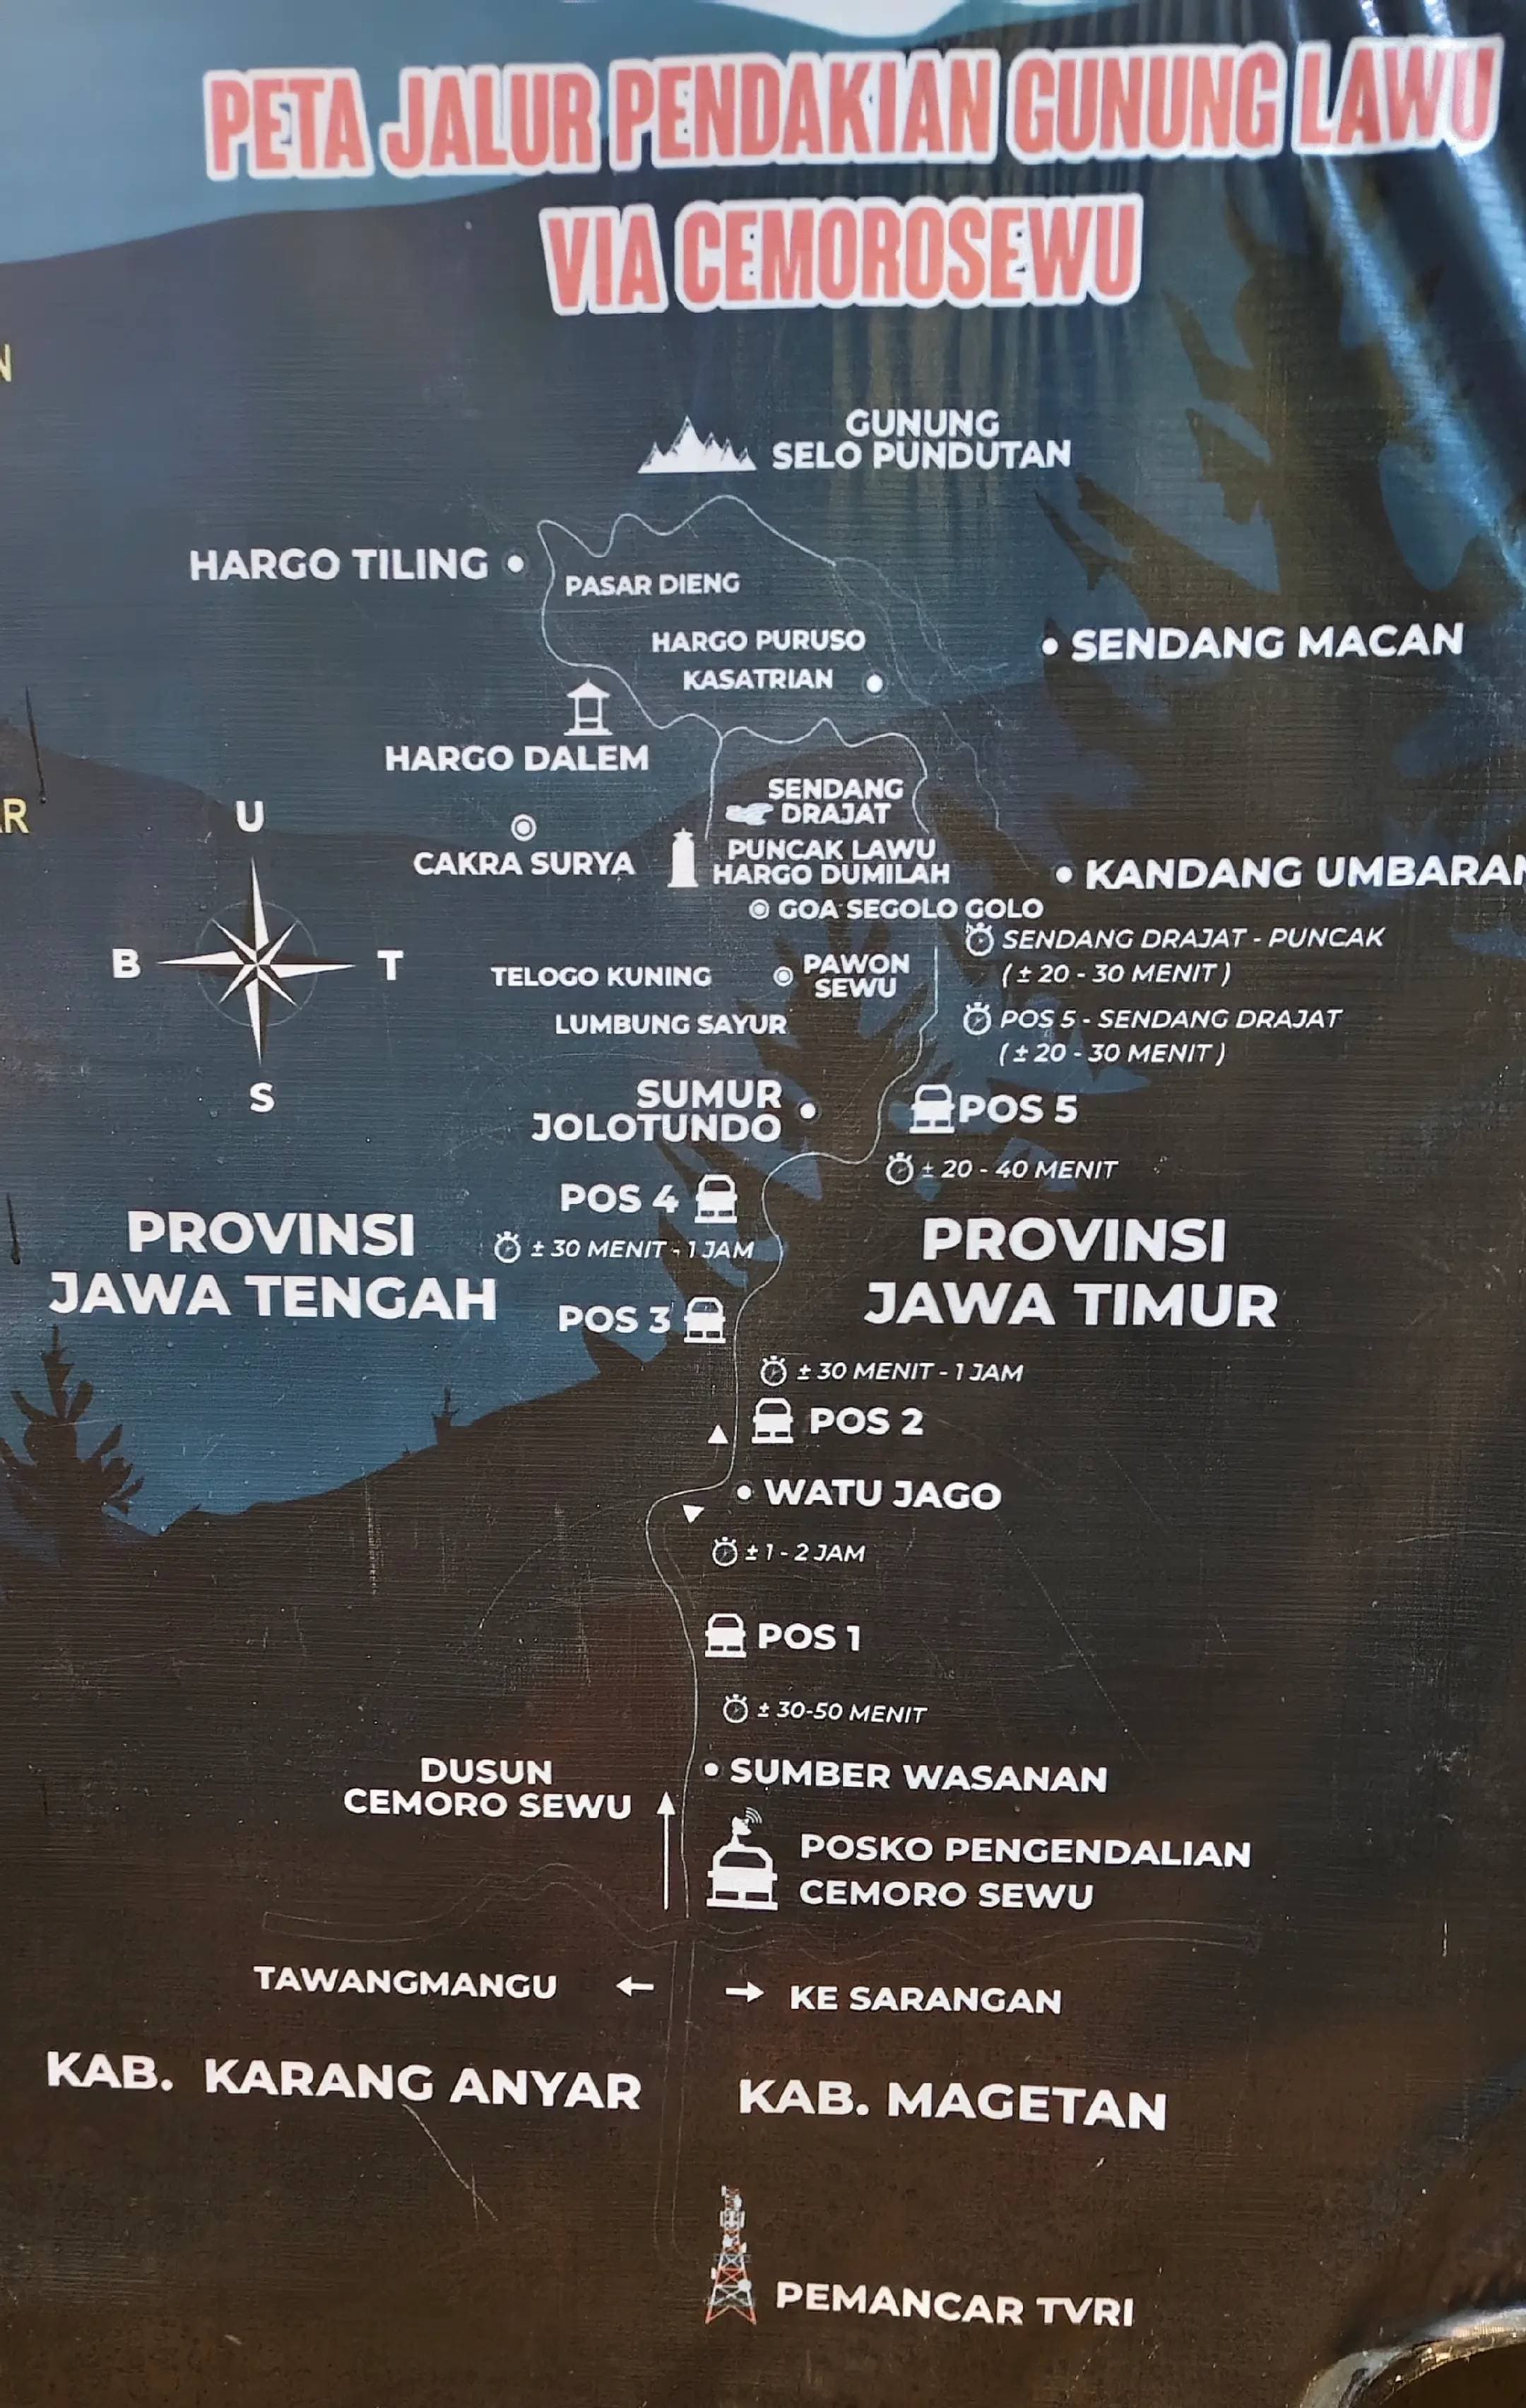 PETA JALUR PENDAKIAN GUNUNG LAWU
VIA CEMOROSEWU
N
GUNUNG
SELO PUNDUTAN
HARGO TILING
PASAR DIENG
HARGO PURUSO
SENDANG MACAN
KASATRIAN
HARGO DALEM
SENDANG
DRAJAT
R
U
CAKRA SURYA
PUNCAK LAWU
HARGO DUMILAH
KANDANG UMBARAN
GOA SEGOLO GOLO
SENDANG DRAJAT - PUNCAK
(± 20 - 30 MENIT)
B
T
TELOGO KUNING
PAWON
SEWU
LUMBUNG SAYUR
POS 5 - SENDANG DRAJAT
(± 20 - 30 MENIT)
S
SUMUR
JOLOTUNDO
POS 5
± 20 - 40 MENIT
POS 4
± 30 MENIT - 1 JAM
PROVINSI
JAWA TENGAH
PROVINSI
JAWA TIMUR
POS 3
± 30 MENIT - 1 JAM
POS 2
WATU JAGO
± 1 - 2 JAM
POS 1
± 30-50 MENIT
DUSUN
CEMORO SEWU
SUMBER WASANAN
POSKO PENGENDALIAN
CEMORO SEWU
TAWANGMANGU
KE SARANGAN
KAB. KARANG ANYAR
KAB. MAGETAN
PEMANCAR TVRI